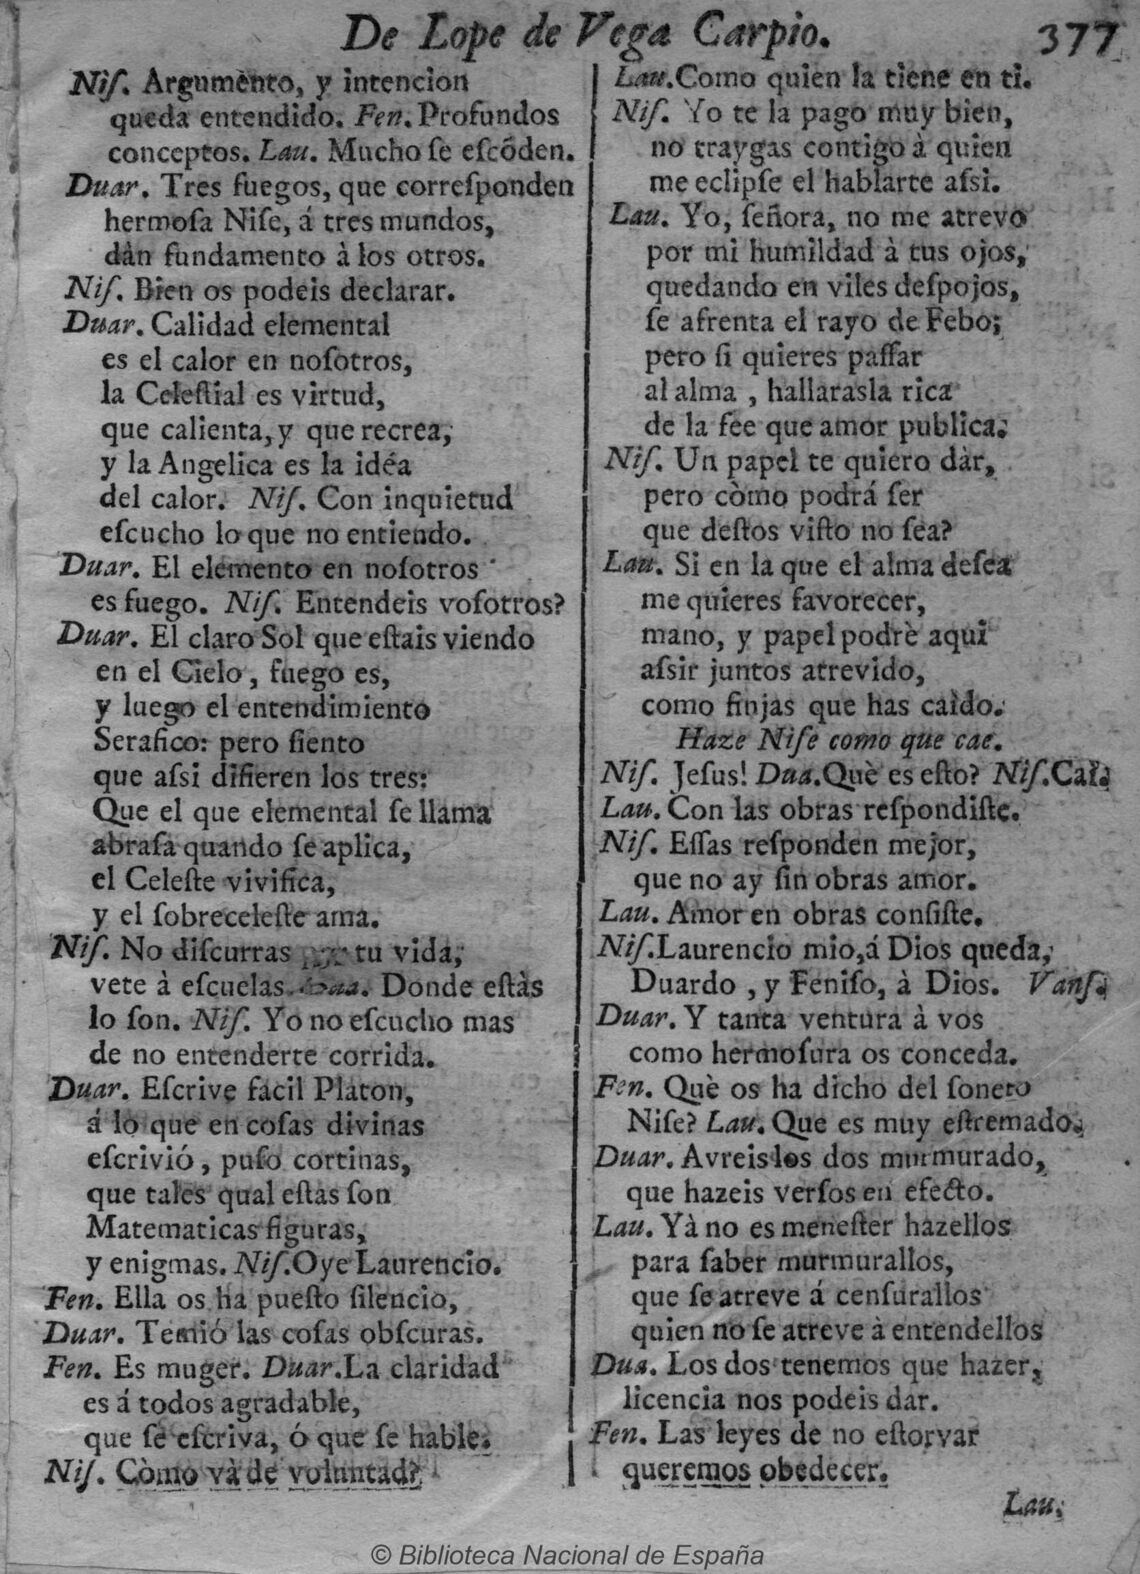 De Lope de Vega Carpio.
377
Niſ. Argumènto, y intencion
queda entendido. Fen. Profundos
conceptos. Lau. Mucho ſe eſcõden.
Duar. Tres fuegos, que correſponden
hermoſa Niſe, á tres mundos,
dàn fundamento à los otros.
Niſ. Bien os podeis declarar.
Duar. Calidad elemental
es el calor en noſotros,
la Celeſtial es virtud,
que calienta, y que recrea,
y la Angelica es la idéa
del calor. Niſ. Con inquietud
eſcucho lo que no entiendo.
Duar. El elemento en noſotros
es fuego. Niſ. Entendeis voſotros?
Duar. El claro Sol que eſtais viendo
en el Cielo, fuego es,
y luego el entendimiento
Serafico: pero ſiento
que aſsi difieren los tres:
Que el que elemental ſe llama
abraſa quando ſe aplica,
el Celeſte vivifica,
y el ſobreceleſte ama.
Niſ. No diſcurras por tu vida,
vete à eſcuelas. Dua. Donde eſtàs
lo ſon. Niſ. Yo no eſcucho mas
de no entenderte corrida.
Duar. Eſcrive facil Platon,
á lo que en coſas divinas
eſcrivió, puſo cortinas,
que tales qual eſtas ſon
Matematicas figuras,
y enigmas. Niſ. Oye Laurencio.
Fen. Ella os ha pueſto ſilencio,
Duar. Temió las coſas obſcuras.
Fen. Es muger. Duar. La claridad
es á todos agradable,
que ſe eſcriva, ó que ſe hable.
Niſ. Còmo và de voluntad?
Lau. Como quien la tiene en ti.
Niſ. Yo te la pago muy bien,
no traygas contigo à quien
me eclipſe el hablarte aſsi.
Lau. Yo, ſeñora, no me atrevo
por mi humildad à tus ojos,
quedando en viles deſpojos,
ſe afrenta el rayo de Febo;
pero ſi quieres paſſar
al alma, hallarasla rica
de la fee que amor publica.
Niſ. Un papel te quiero dàr,
pero còmo podrá ſer
que deſtos viſto no ſea?
Lau. Si en la que el alma deſea
me quieres favorecer,
mano, y papel podrè aqui
aſsir juntos atrevido,
como finjas que has caìdo.
Haze Niſe como que cae.
Niſ. Jeſus! Dua. Què es eſto? Niſ. Caì.
Lau. Con las obras reſpondiſte.
Niſ. Eſſas reſponden mejor,
que no ay ſin obras amor.
Lau. Amor en obras conſiſte.
Niſ. Laurencio mio, á Dios queda,
Duardo, y Feniſo, à Dios. Vanſ.
Duar. Y tanta ventura à vos
como hermoſura os conceda.
Fen. Què os ha dicho del ſoneto
Niſe? Lau. Que es muy eſtremado.
Duar. Avreis los dos murmurado,
que hazeis verſos en efecto.
Lau. Yà no es meneſter hazellos
para ſaber murmurallos,
que ſe atreve á cenſurallos
quien no ſe atreve à entendellos
Dua. Los dos tenemos que hazer,
licencia nos podeis dar.
Fen. Las leyes de no eſtorvar
queremos obedecer.
Lau.
© Biblioteca Nacional de España